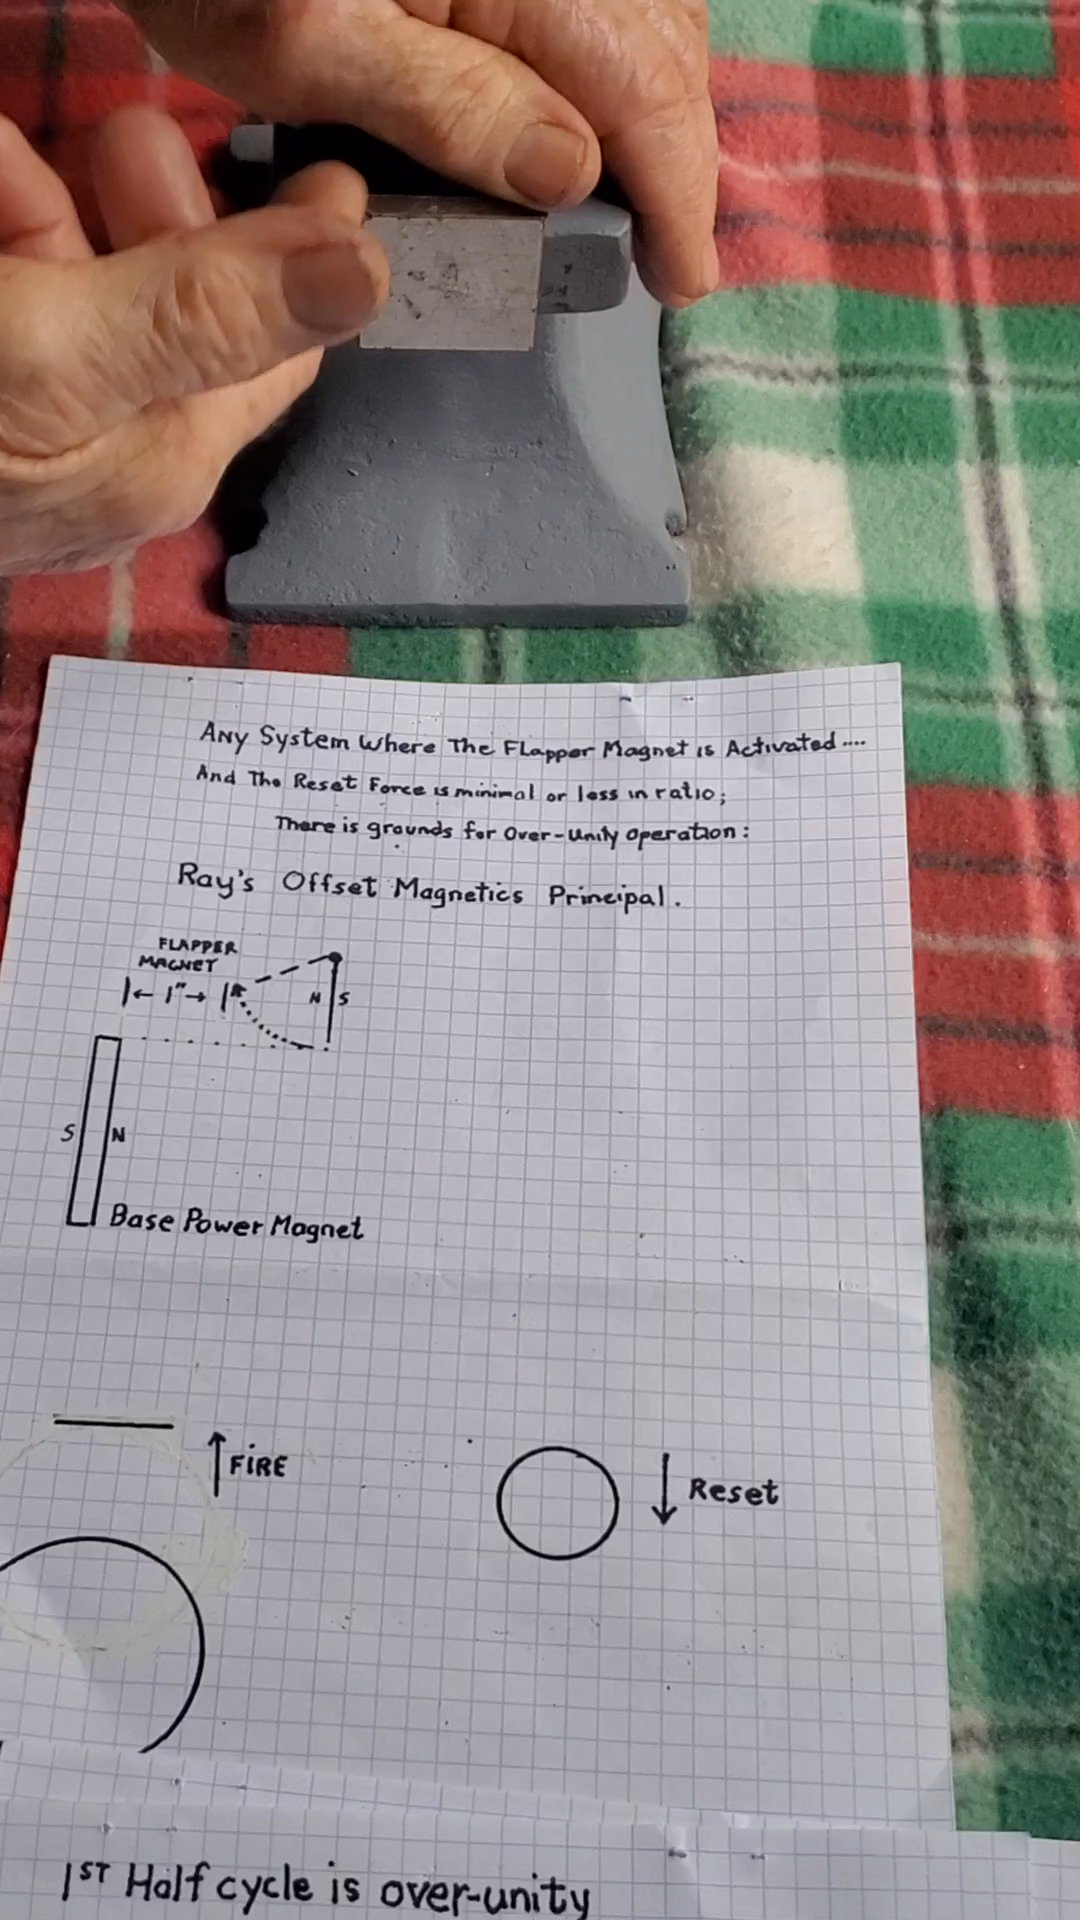 Any System Where The Flapper Magnet is Activated....
And The Reset Force is minimal or less in ratio;
There is grounds for Over-Unity operation:
Ray's Offset Magnetics Principal.
FLAPPER
MAGNET
1"
N S
S N
Base Power Magnet
FiRE
Reset
1ST Half cycle is over-unity